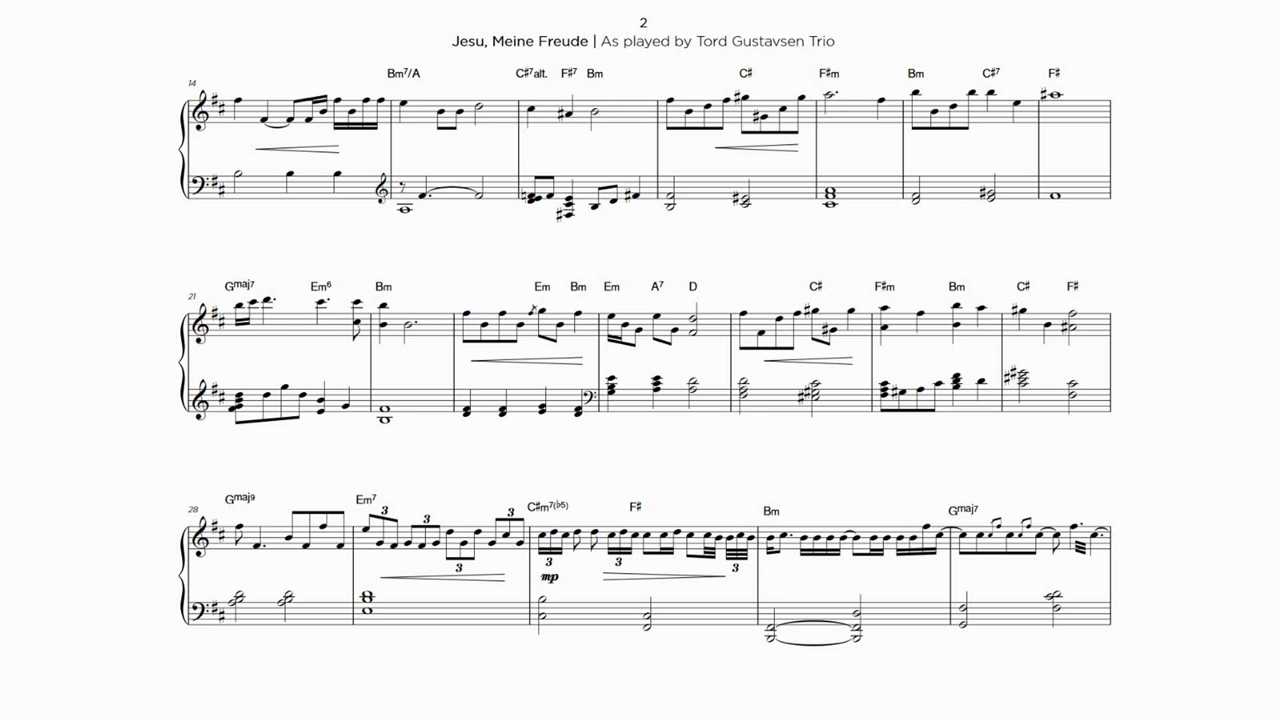 2
Jesu, Meine Freude | As played by Tord Gustavsen Trio
14 Bm7/A C♯7alt. F♯7 Bm C♯ F♯m Bm C♯7 F♯
21 Gmaj7 Em6 Bm Em Bm Em A7 D C♯ F♯m Bm C♯ F♯
28 Gmaj9 Em7 C♯m7(♭5) F♯ Bm Gmaj7
3 3 3 3
3 mp 3 3